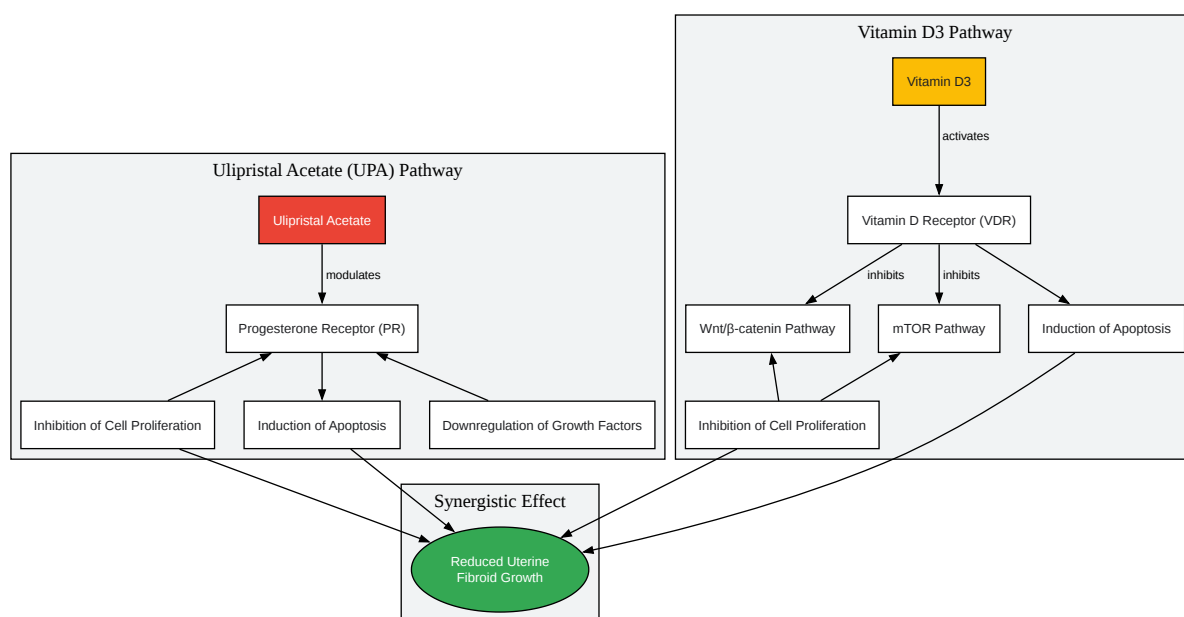 Vitamin D3 Pathway
Vitamin D3
activates
Ulipristal Acetate (UPA) Pathway
Ulipristal Acetate
Vitamin D Receptor (VDR)
modulates
inhibits
inhibits
Progesterone Receptor (PR)
Wnt/β-catenin Pathway
mTOR Pathway
Induction of Apoptosis
Inhibition of Cell Proliferation
Induction of Apoptosis
Downregulation of Growth Factors
Inhibition of Cell Proliferation
Synergistic Effect
Reduced Uterine
Fibroid Growth